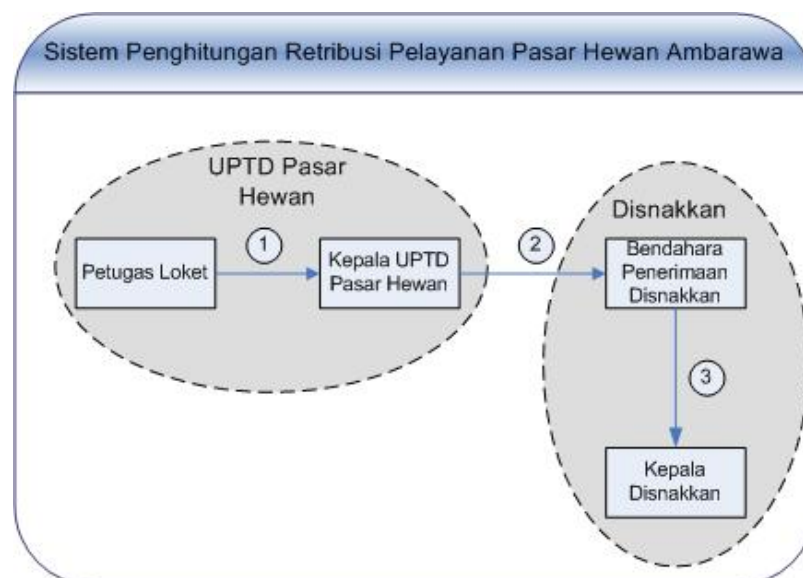 Sistem Penghitungan Retribusi Pelayanan Pasar Hewan Ambarawa
UPTD Pasar
Hewan
Petugas Loket
1
Kepala UPTD
Pasar Hewan
2
Disnakkan
Bendahara
Penerimaan
Disnakkan
3
Kepala
Disnakkan